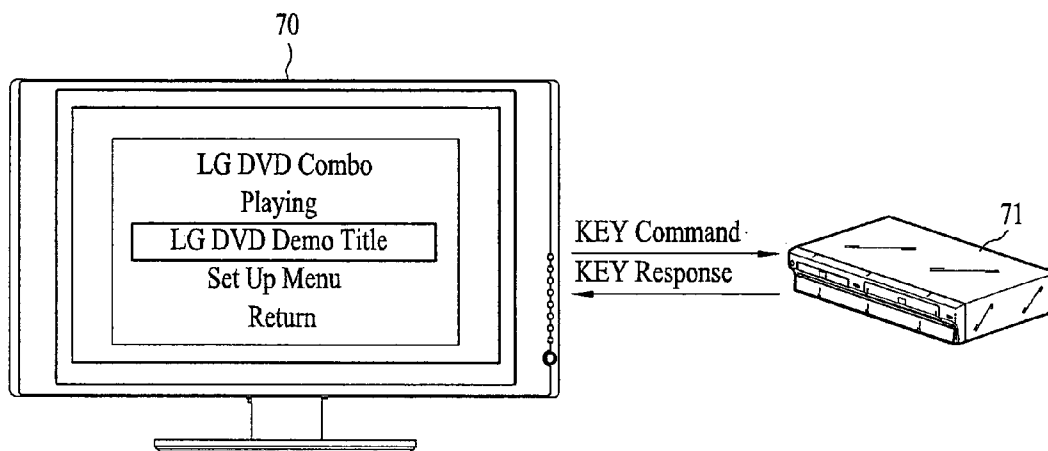 70
LG DVD Combo
Playing
LG DVD Demo Title
Set Up Menu
Return
KEY Command
KEY Response
71